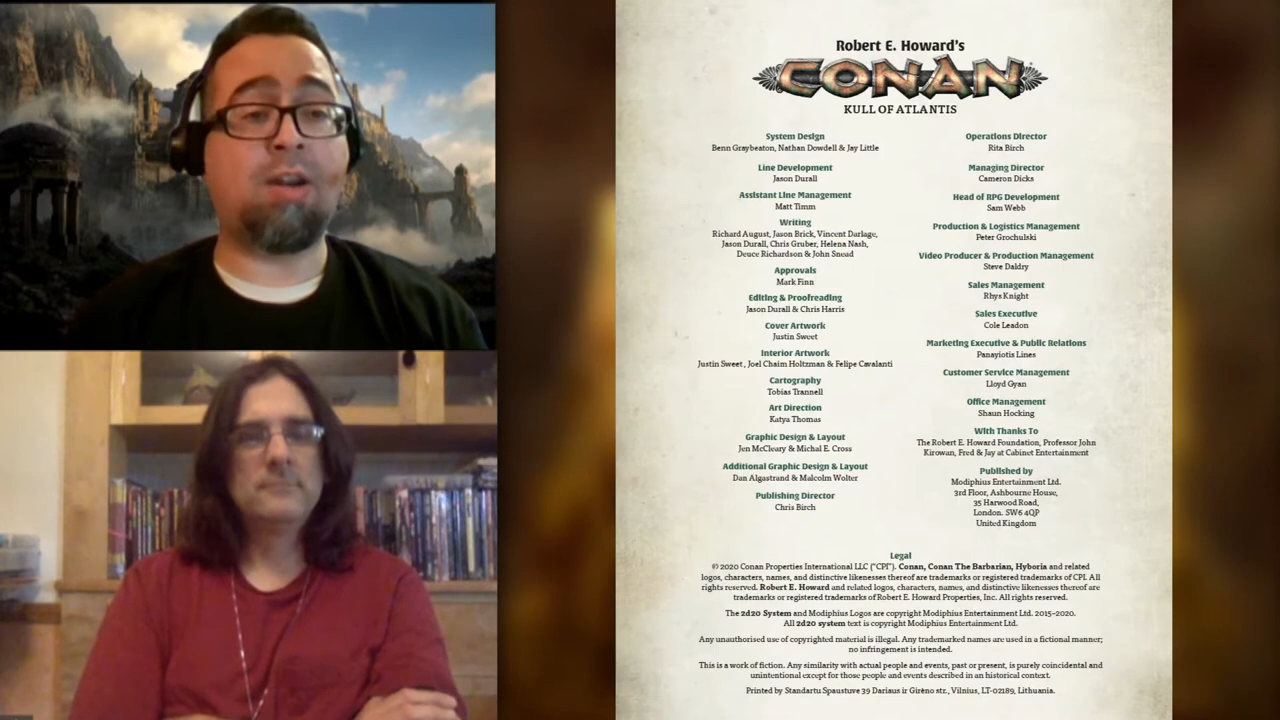 Robert E. Howard's
CONAN
KULL OF ATLANTIS
System Design
Benn Graybeaton, Nathan Dowdell & Jay Little
Line Development
Jason Durall
Assistant Line Management
Matt Timm
Writing
Richard August, Jason Brick, Vincent Darlage,
Jason Durall, Chris Gruber, Helena Nash,
Deuce Richardson & John Snead
Approvals
Mark Finn
Editing & Proofreading
Jason Durall & Chris Harris
Cover Artwork
Justin Sweet
Interior Artwork
Justin Sweet , Joel Chaim Holtzman & Felipe Cavalanti
Cartography
Tobias Trannell
Art Direction
Katya Thomas
Graphic Design & Layout
Jen McCleary & Michal E. Cross
Additional Graphic Design & Layout
Dan Algstrand & Malcolm Wolter
Publishing Director
Chris Birch
Operations Director
Rita Birch
Managing Director
Cameron Dicks
Head of RPG Development
Sam Webb
Production & Logistics Management
Peter Grochulski
Video Producer & Production Management
Steve Daldry
Sales Management
Rhys Knight
Sales Executive
Cole Leadon
Marketing Executive & Public Relations
Panayiotis Lines
Customer Service Management
Lloyd Gyan
Office Management
Shaun Hocking
With Thanks To
The Robert E. Howard Foundation, Professor John
Kirowan, Fred & Jay at Cabinet Entertainment
Published by
Modiphius Entertainment Ltd.
3rd Floor, Ashbourne House,
35 Harwood Road,
London. SW6 4QP
United Kingdom
Legal
© 2020 Conan Properties International LLC ("CPI"). Conan, Conan The Barbarian, Hyboria and related
logos, characters, names, and distinctive likenesses thereof are trademarks or registered trademarks of CPI. All
rights reserved. Robert E. Howard and related logos, characters, names, and distinctive likenesses thereof are
trademarks or registered trademarks of Robert E. Howard Properties, Inc. All rights reserved.
The 2d20 System and Modiphius Logos are copyright Modiphius Entertainment Ltd. 2015–2020.
All 2d20 system text is copyright Modiphius Entertainment Ltd.
Any unauthorised use of copyrighted material is illegal. Any trademarked names are used in a fictional manner;
no infringement is intended.
This is a work of fiction. Any similarity with actual people and events, past or present, is purely coincidental and
unintentional except for those people and events described in an historical context.
Printed by Standartu Spaustuve 39 Dariaus ir Girėno str., Vilnius, LT-02189, Lithuania.